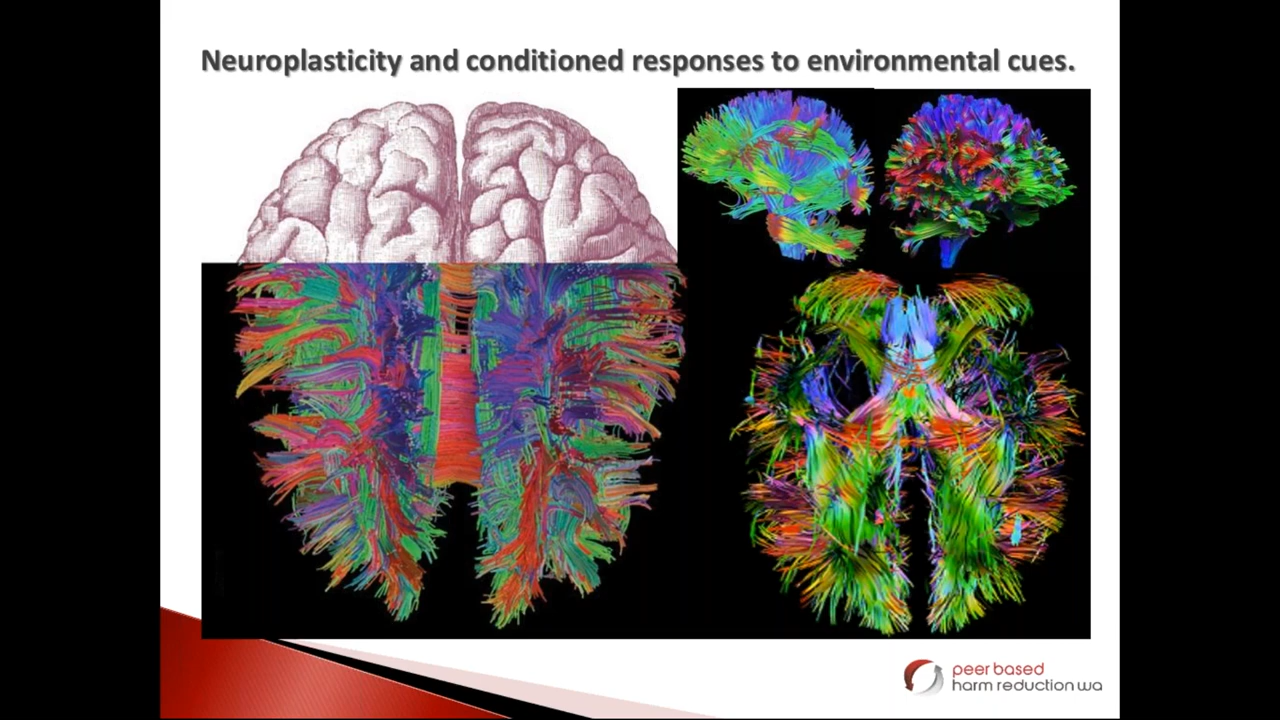 Neuroplasticity and conditioned responses to environmental cues.
peer based
harm reduction wa